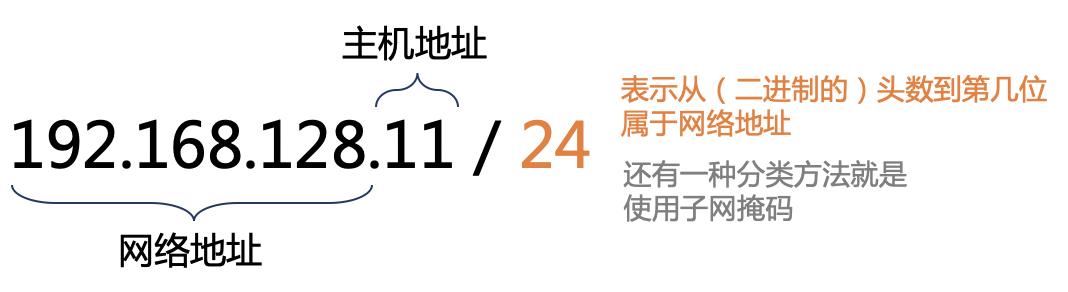 主机地址
192.168.128.11 / 24
网络地址
表示从（二进制的）头数到第几位
属于网络地址
还有一种分类方法就是
使用子网掩码